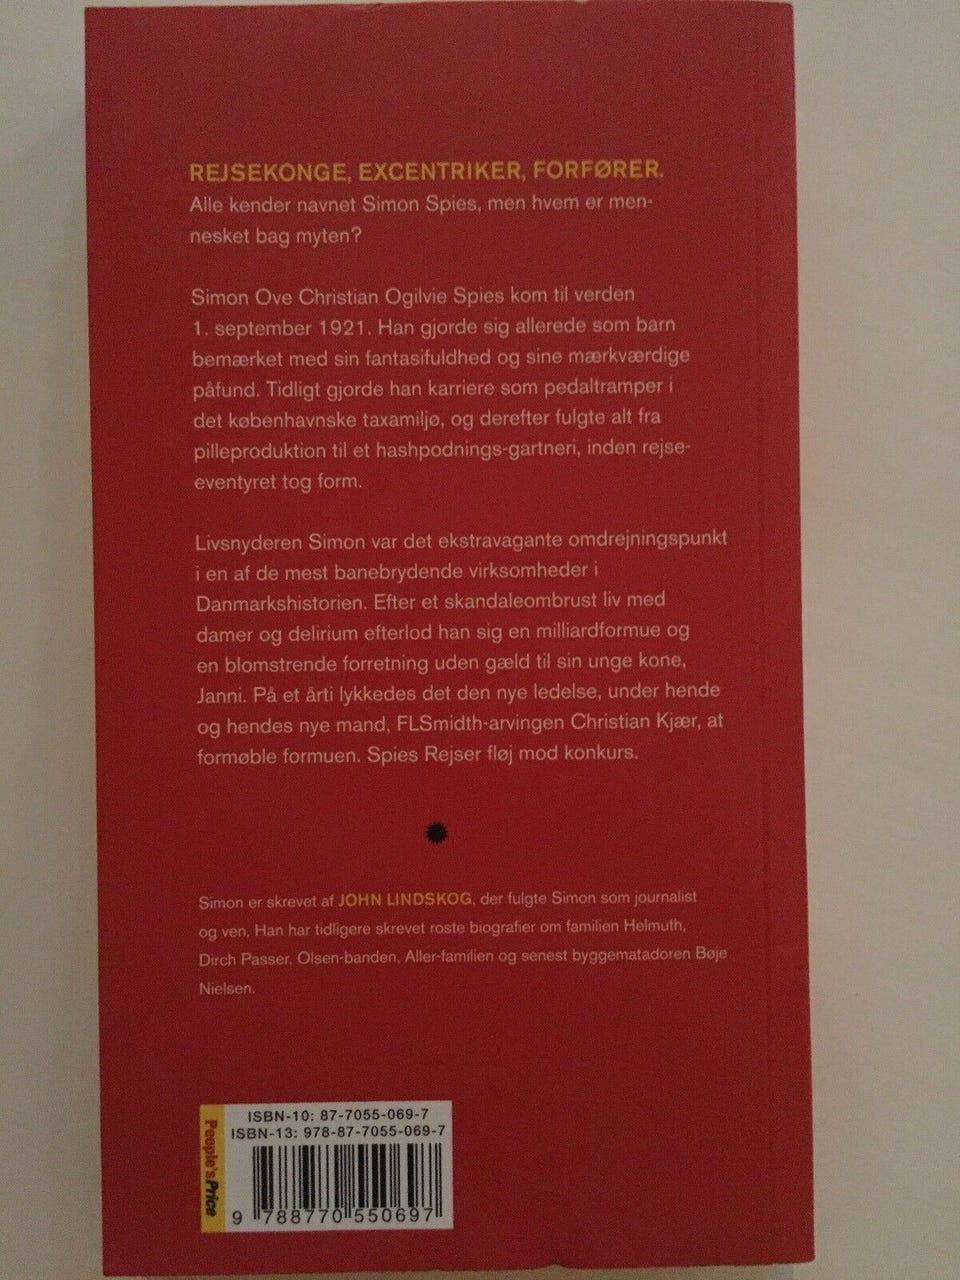 REJSEKONGE, EXCENTRIKER, FORFØRER.
Alle kender navnet Simon Spies, men hvem er men-
nesket bag myten?
Simon Ove Christian Ogilvie Spies kom til verden
1. september 1921. Han gjorde sig allerede som barn
bemærket med sin fantasifuldhed og sine mærkværdige
påfund. Tidligt gjorde han karriere som pedaltramper i
det københavnske taxamiljø, og derefter fulgte alt fra
pilleproduktion til et hashpodnings-gartneri, inden rejse-
eventyret tog form.
Livsnyderen Simon var det ekstravagante omdrejningspunkt
i en af de mest banebrydende virksomheder i
Danmarkshistorien. Efter et skandaleombrust liv med
damer og delirium efterlod han sig en milliardformue og
en blomstrende forretning uden gæld til sin unge kone,
Janni. På et årti lykkedes det den nye ledelse, under hende
og hendes nye mand, FLSmidth-arvingen Christian Kjær, at
formøble formuen. Spies Rejser fløj mod konkurs.
Simon er skrevet af JOHN LINDSKOG, der fulgte Simon som journalist
og ven. Han har tidligere skrevet roste biografier om familien Helmuth,
Dirch Passer, Olsen-banden, Aller-familien og senest byggematadoren Bøje
Nielsen.
People'sPrice
ISBN-10: 87-7055-069-7
ISBN-13: 978-87-7055-069-7
9 788770 550697